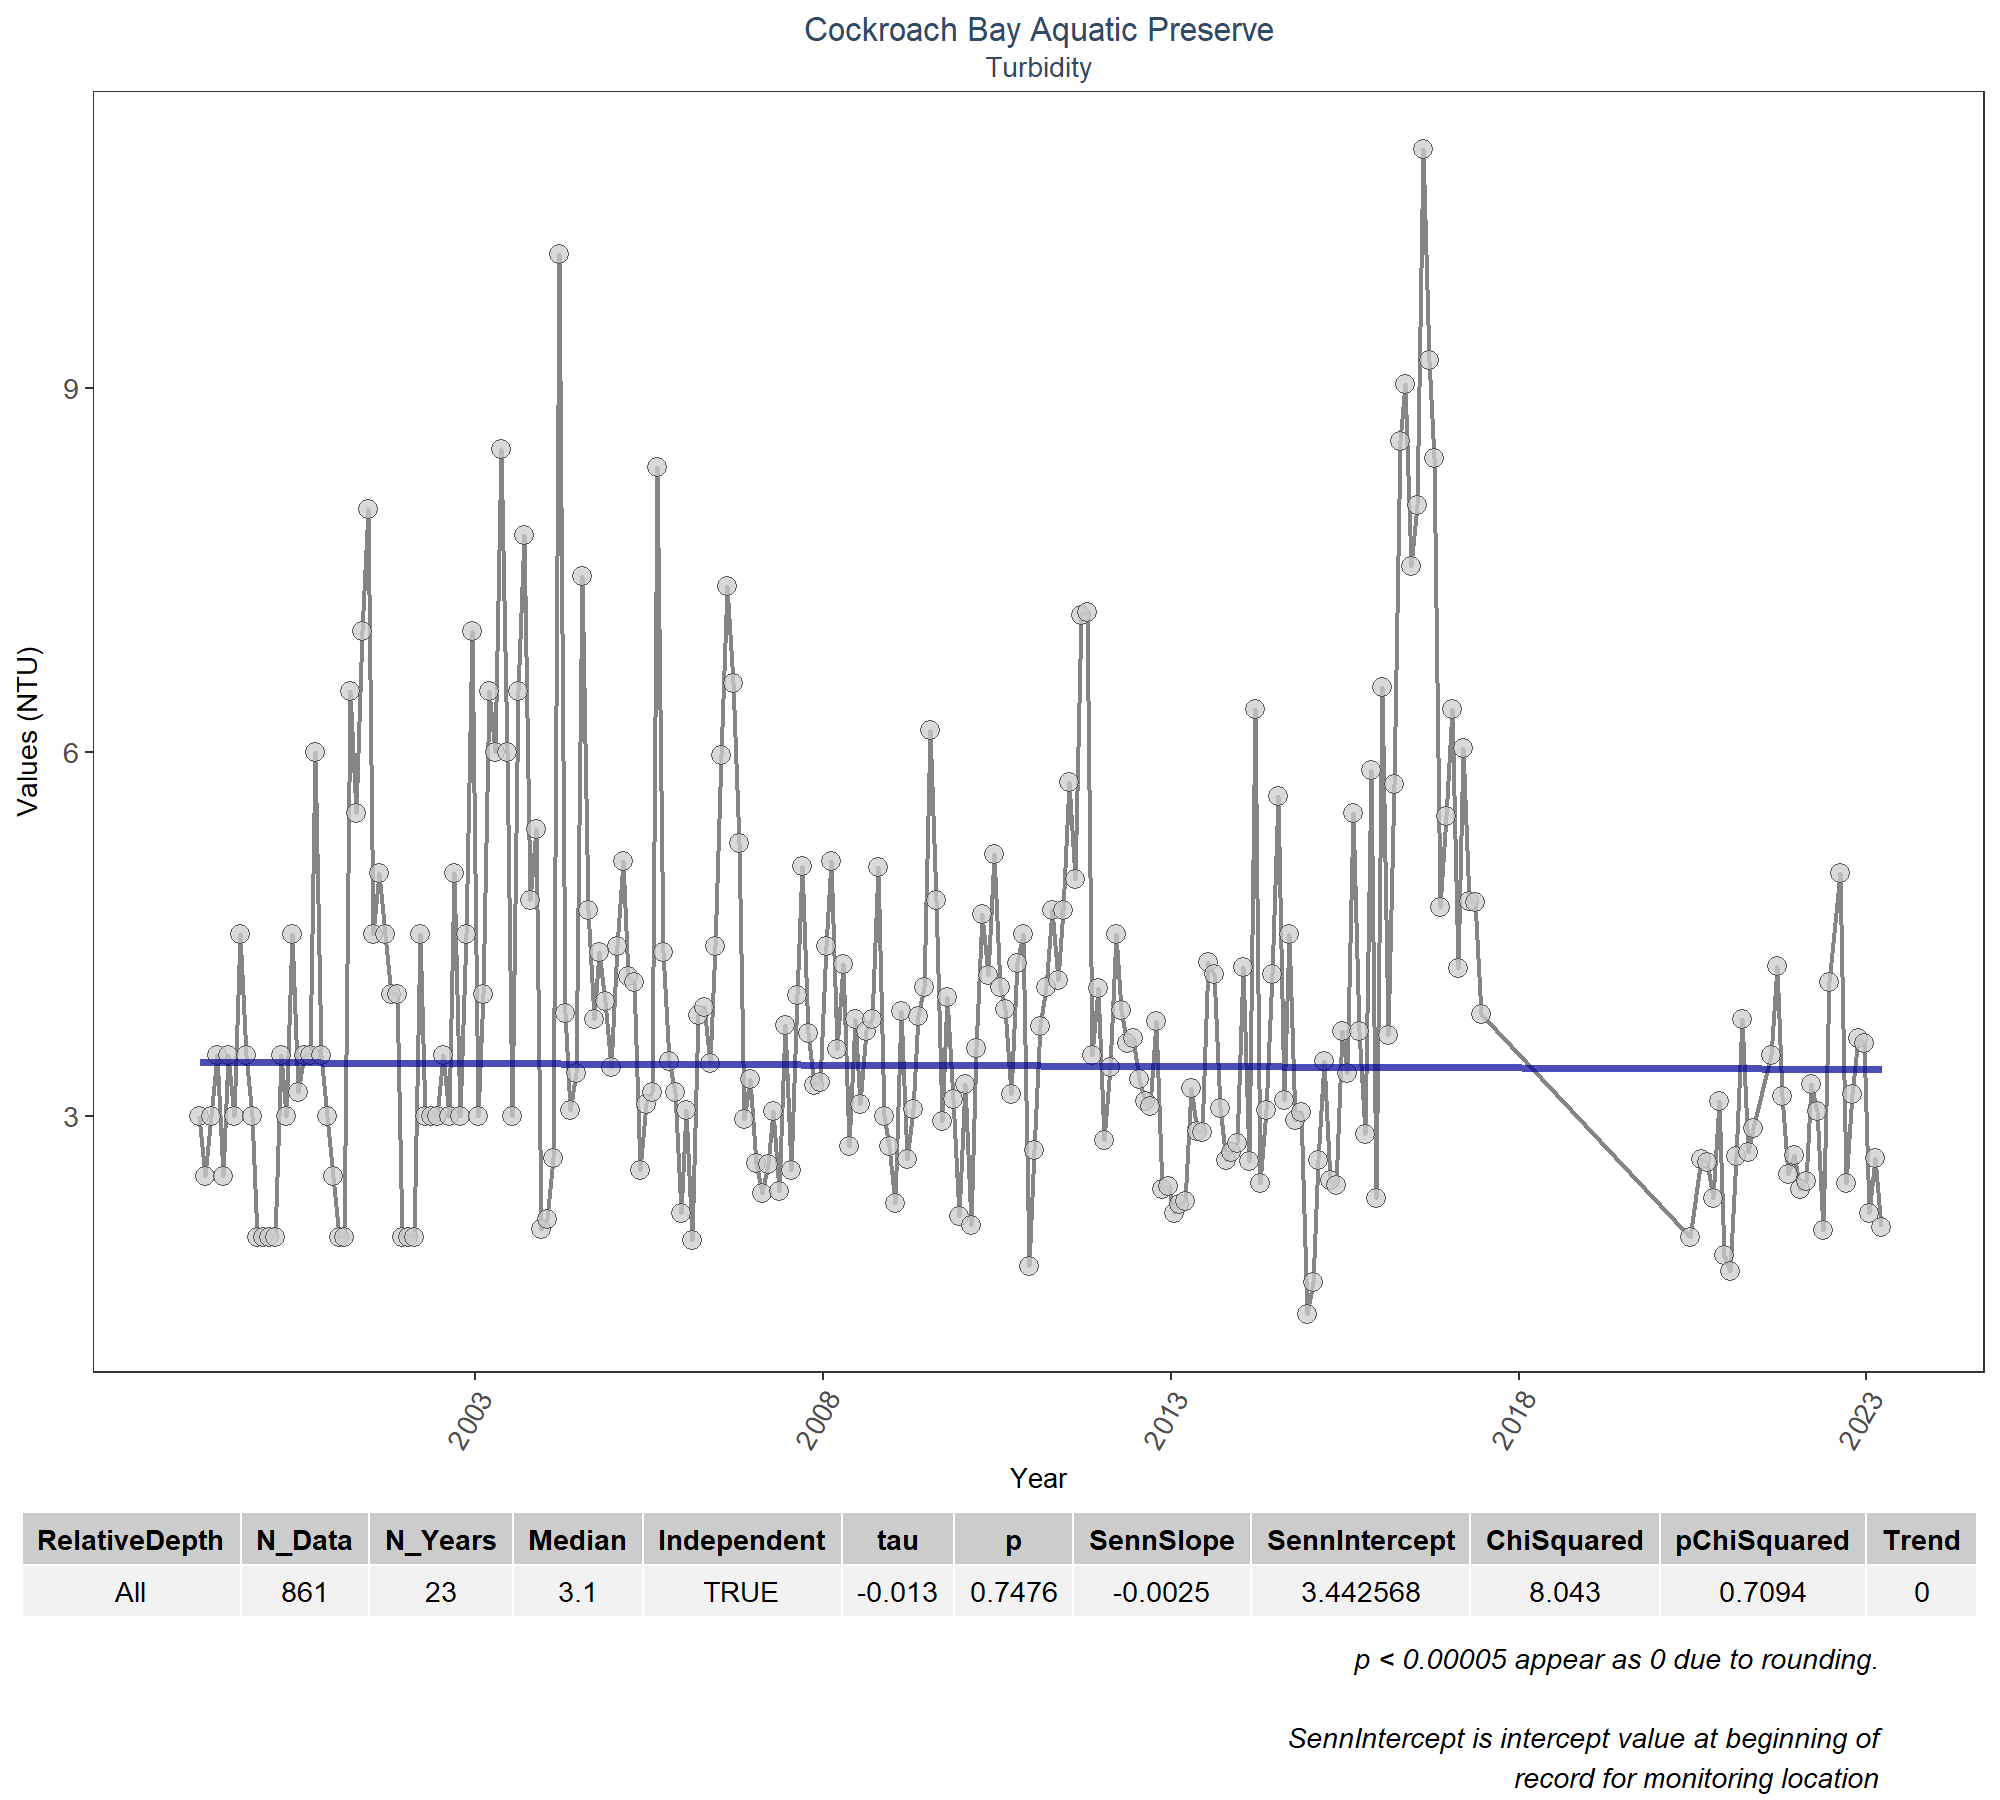 Cockroach Bay Aquatic Preserve
Turbidity
Values (NTU)
9
6
3
2003 2008 2013 2018 2023
Year
RelativeDepth N_Data N_Years Median Independent tau p SennSlope SennIntercept ChiSquared pChiSquared Trend
All 861 23 3.1 TRUE -0.013 0.7476 -0.0025 3.442568 8.043 0.7094 0
p < 0.00005 appear as 0 due to rounding.
SennIntercept is intercept value at beginning of
record for monitoring location